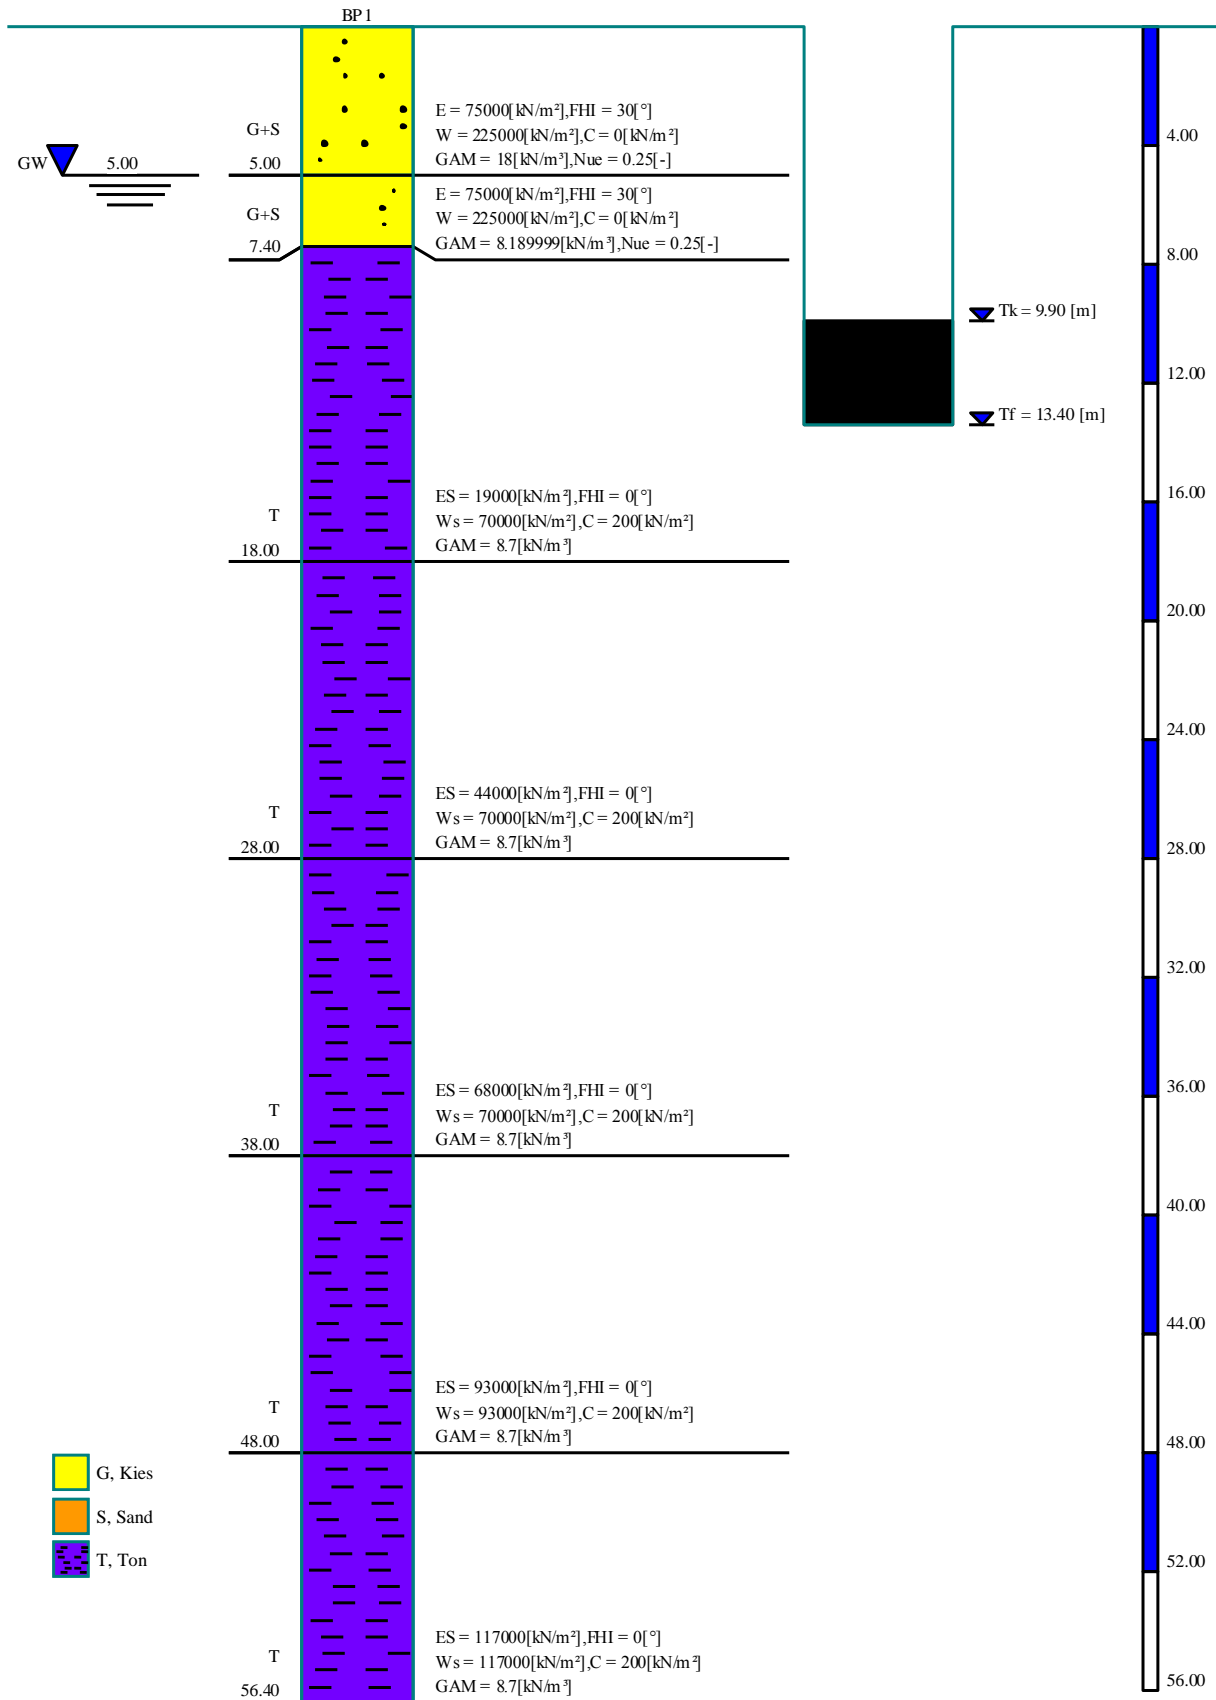 BP1
E = 75000[kN/m²],FHI = 30[°]
G+S
W = 225000[kN/m²],C = 0[kN/m²]
4.00
GW
5.00
5.00
GAM = 18[kN/m³],Nue = 0.25[-]
E = 75000[kN/m²],FHI = 30[°]
G+S
W = 225000[kN/m²],C = 0[kN/m²]
7.40
GAM = 8.189999[kN/m³],Nue = 0.25[-]
8.00
Tk = 9.90 [m]
12.00
Tf = 13.40 [m]
ES = 19000[kN/m²],FHI = 0[°]
16.00
T
Ws = 70000[kN/m²],C = 200[kN/m²]
18.00
GAM = 8.7[kN/m³]
20.00
24.00
ES = 44000[kN/m²],FHI = 0[°]
T
Ws = 70000[kN/m²],C = 200[kN/m²]
28.00
GAM = 8.7[kN/m³]
28.00
32.00
ES = 68000[kN/m²],FHI = 0[°]
36.00
T
Ws = 70000[kN/m²],C = 200[kN/m²]
38.00
GAM = 8.7[kN/m³]
40.00
44.00
ES = 93000[kN/m²],FHI = 0[°]
T
Ws = 93000[kN/m²],C = 200[kN/m²]
48.00
GAM = 8.7[kN/m³]
48.00
G, Kies
S, Sand
T, Ton
52.00
ES = 117000[kN/m²],FHI = 0[°]
T
Ws = 117000[kN/m²],C = 200[kN/m²]
56.40
GAM = 8.7[kN/m³]
56.00